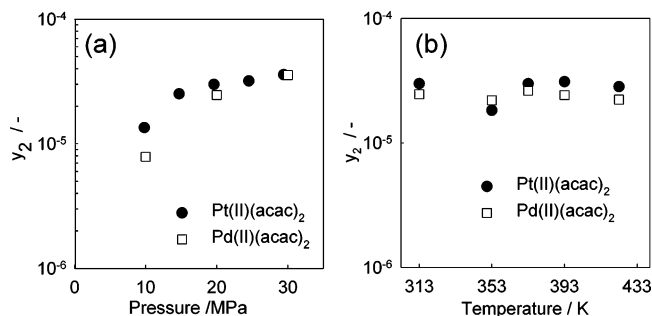 (a)
10⁻⁴
10⁻⁵
10⁻⁶
y₂ / -
Pt(II)(acac)₂
Pd(II)(acac)₂
0 10 20 30
Pressure /MPa
(b)
10⁻⁴
10⁻⁵
10⁻⁶
y₂ / -
Pt(II)(acac)₂
Pd(II)(acac)₂
313 353 393 433
Temperature / K